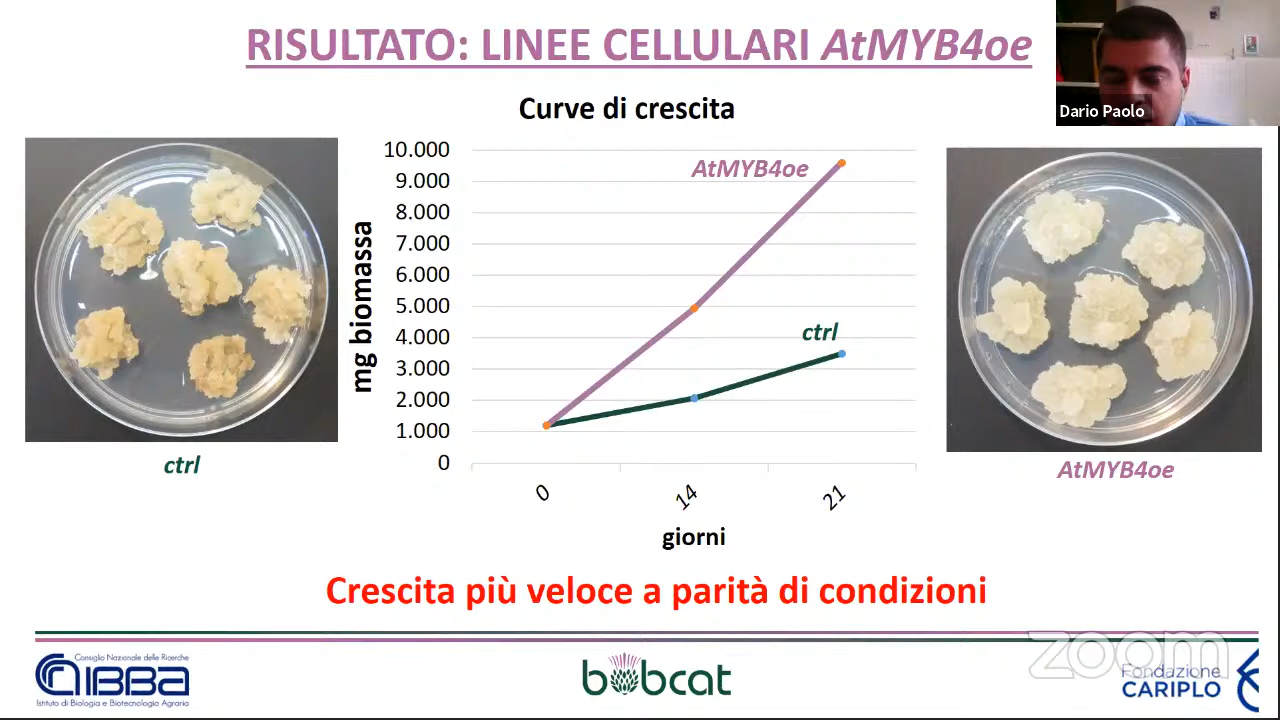 RISULTATO: LINEE CELLULARI AtMYB4oe
Dario Paolo
Curve di crescita
10.000
9.000
8.000
7.000
6.000
5.000
4.000
3.000
2.000
1.000
0
mg biomassa
AtMYB4oe
ctrl
0
14
21
giorni
ctrl
AtMYB4oe
Crescita più veloce a parità di condizioni
Consiglio Nazionale delle Ricerche
IBBA
Istituto di Biologia e Biotecnologia Agraria
bobcat
zoom
Fondazione
CARIPLO